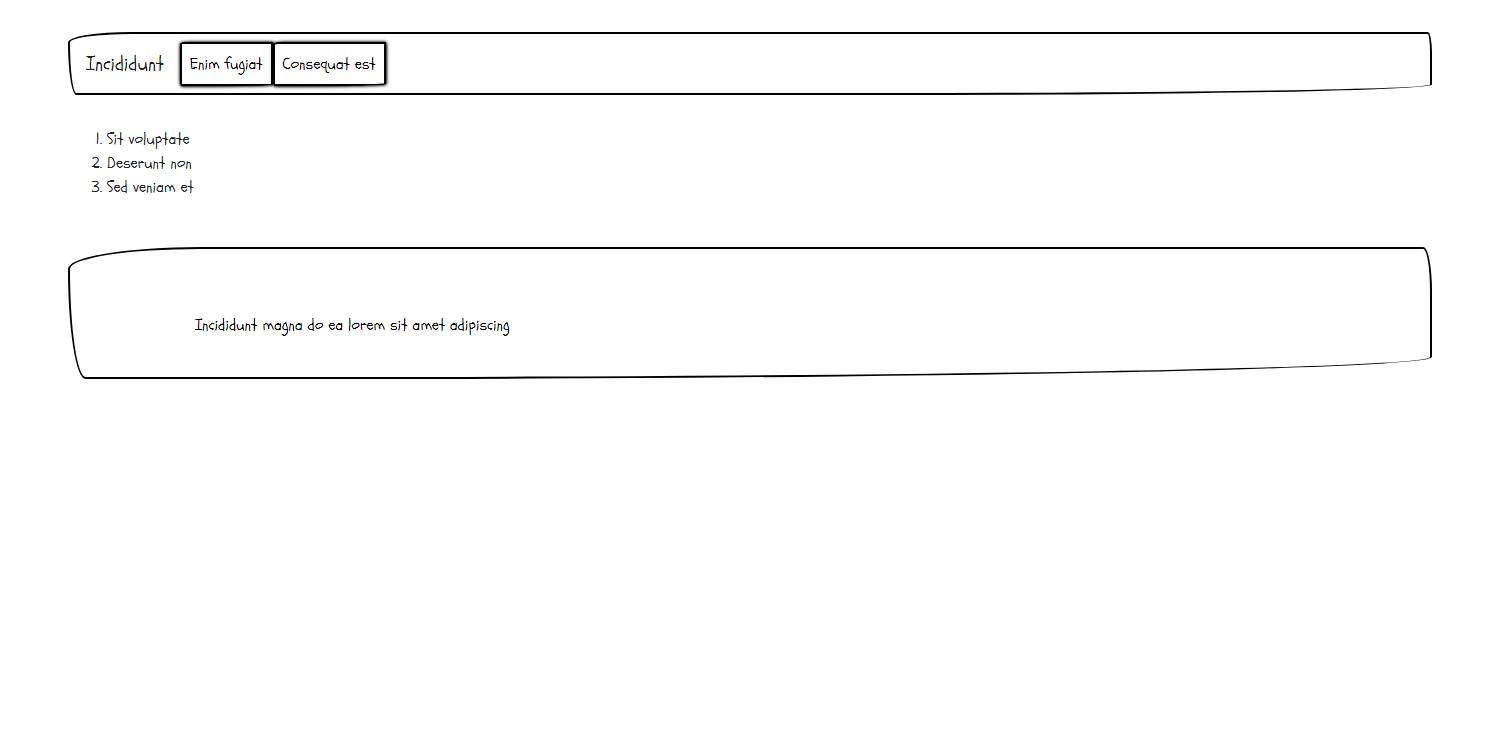 Incididunt Enim fugiat Consequat est
1. Sit voluptate
2. Deserunt non
3. Sed veniam et
Incididunt magna do ea lorem sit amet adipiscing